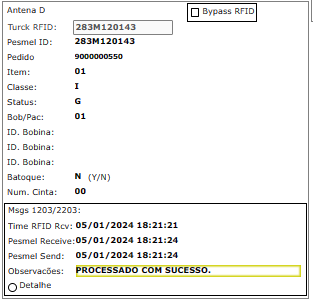 Antena D
Bypass RFID
Turck RFID: 283M120143
Pesmel ID: 283M120143
Pedido 9000000550
Item: 01
Classe: I
Status: G
Bob/Pac: 01
ID. Bobina:
ID. Bobina:
ID. Bobina:
Batoque: N (Y/N)
Num. Cinta: 00
Msgs 1203/2203:
Time RFID Rcv: 05/01/2024 18:21:21
Pesmel Receive: 05/01/2024 18:21:24
Pesmel Send: 05/01/2024 18:21:24
Observacões: PROCESSADO COM SUCESSO.
Detalhe